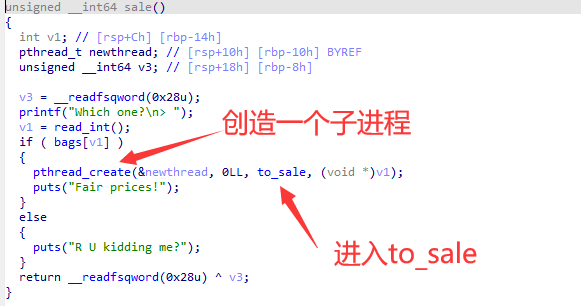 unsigned __int64 sale()
{
int v1; // [rsp+Ch] [rbp-14h]
pthread_t newthread; // [rsp+10h] [rbp-10h] BYREF
unsigned __int64 v3; // [rsp+18h] [rbp-8h]
v3 = __readfsqword(0x28u);
printf("Which one?\n> ");
v1 = read_int();
创造一个子进程
if ( bags[v1] )
{
pthread_create(&newthread, 0LL, to_sale, (void *)v1);
puts("Fair prices!");
}
else
进入to_sale
{
puts("R U kidding me?");
}
return __readfsqword(0x28u) ^ v3;
}